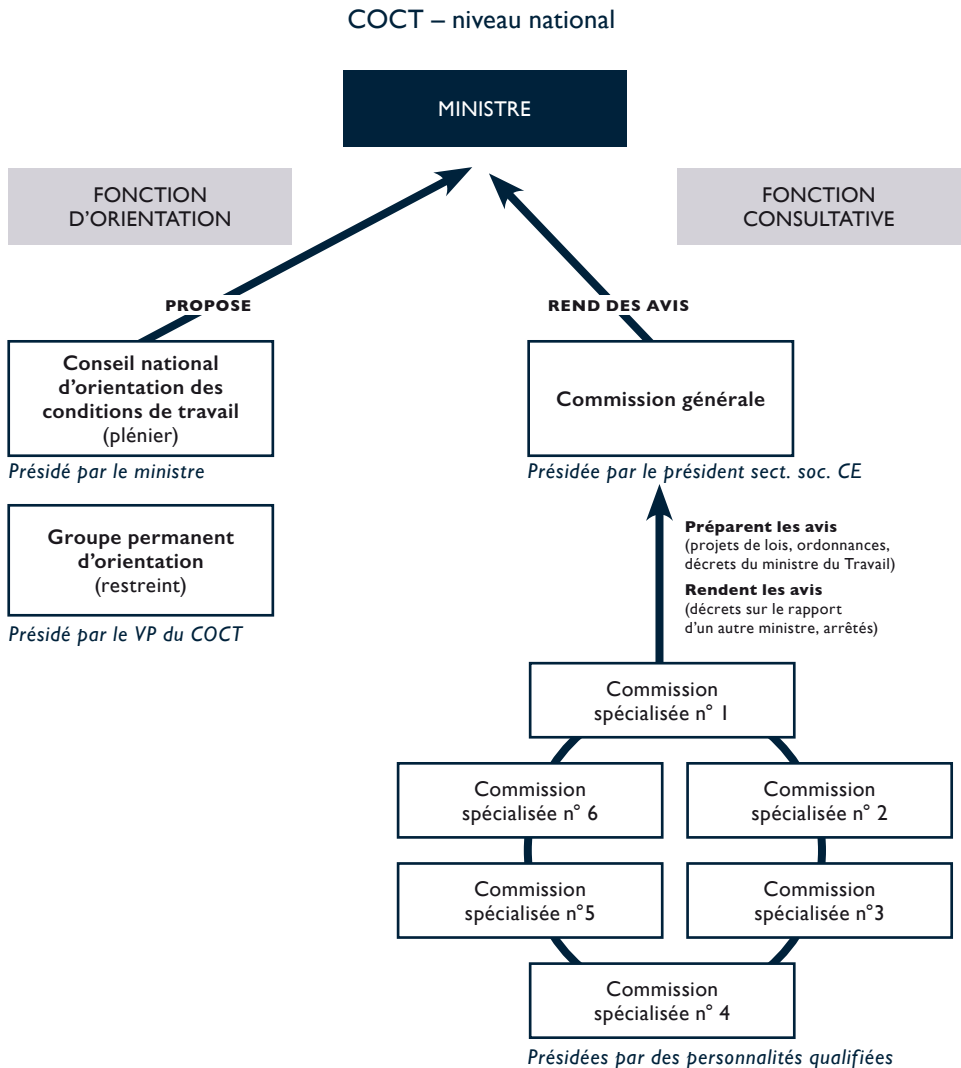 COCT – niveau national
MINISTRE
FONCTION
D'ORIENTATION
FONCTION
CONSULTATIVE
PROPOSE
REND DES AVIS
Conseil national
d'orientation des
conditions de travail
(plénier)
Présidé par le ministre
Groupe permanent
d'orientation
(restreint)
Présidé par le VP du COCT
Commission générale
Présidée par le président sect. soc. CE
Préparent les avis
(projets de lois, ordonnances,
décrets du ministre du Travail)
Rendent les avis
(décrets sur le rapport
d'un autre ministre, arrêtés)
Commission
spécialisée n° 1
Commission
spécialisée n° 6
Commission
spécialisée n° 2
Commission
spécialisée n°5
Commission
spécialisée n°3
Commission
spécialisée n° 4
Présidées par des personnalités qualifiées